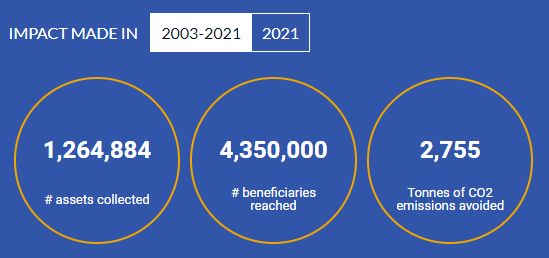 IMPACT MADE IN 2003-2021 2021
1,264,884 4,350,000 2,755
# assets collected # beneficiaries reached Tonnes of CO2 emissions avoided